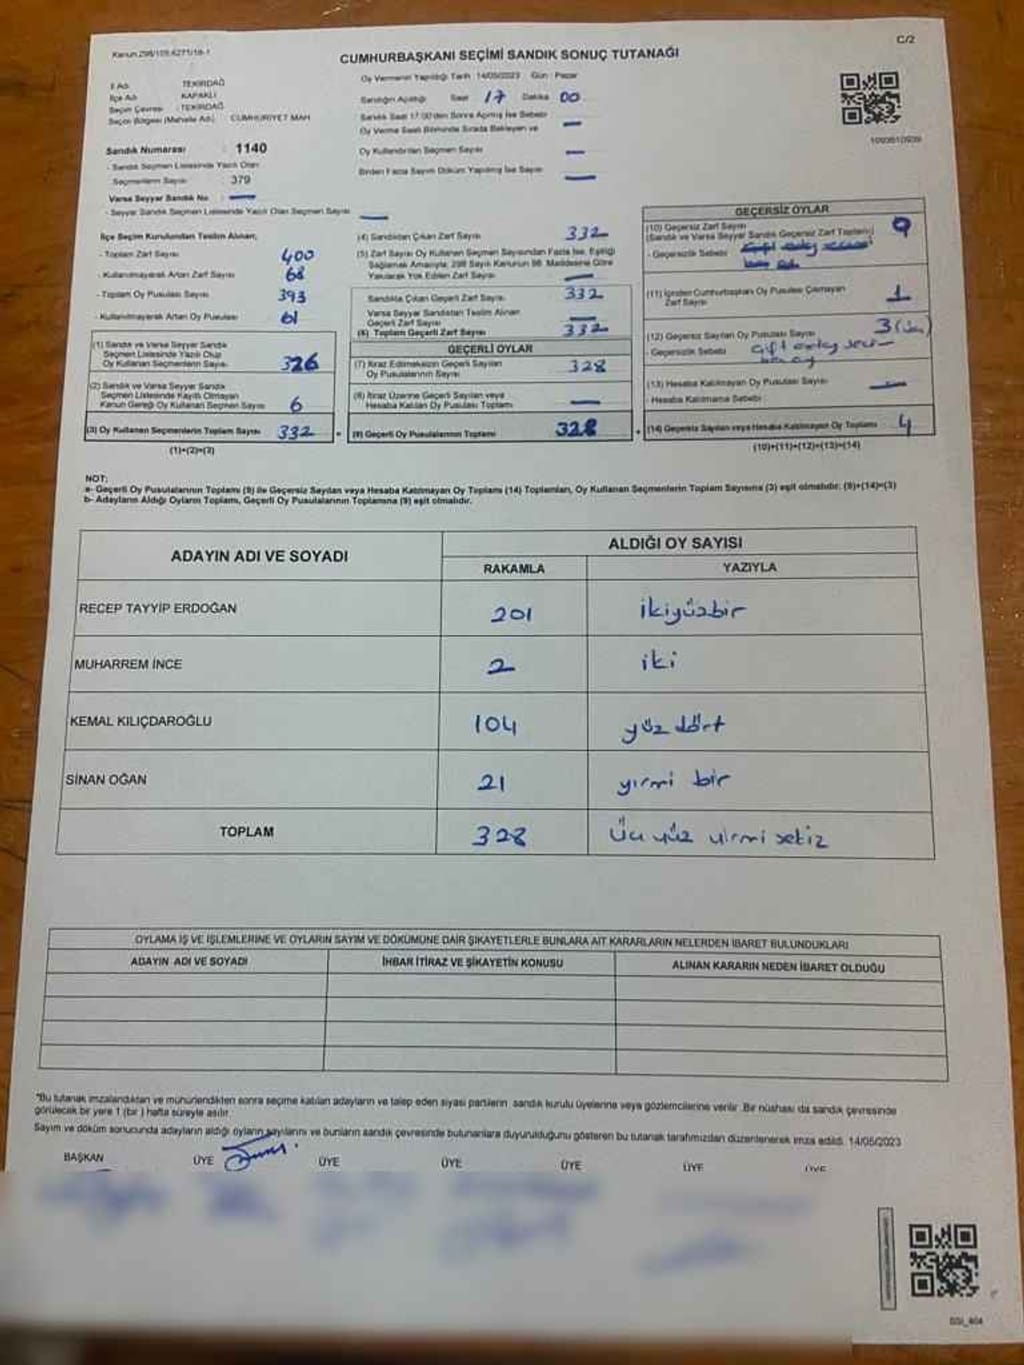 Kanun 298/105 6271/18-1
C/2
CUMHURBAŞKANI SEÇİMİ SANDIK SONUÇ TUTANAĞI
İl Adı TEKİRDAĞ
İlçe Adı KAPAKLI
Seçim Çevresi : TEKİRDAĞ
Seçim Bölgesi (Mahalle Adı) CUMHURİYET MAH
Sandık Numarası : 1140
- Sandık Seçmen Listesinde Yazılı Olan
Seçmenlerin Sayısı 379
Varsa Seyyar Sandık No : —
- Seyyar Sandık Seçmen Listesinde Yazılı Olan Seçmen Sayısı —
Oy Vermenin Yapıldığı Tarih 14/05/2023 Gün : Pazar
Sandığın Açıldığı Saat 17 Dakika 00
Sandık Saat 17:00'den Sonra Açılmış İse Sebebi —
Oy Verme Saati Bitiminde Sırada Bekleyen ve
Oy Kullandırılan Seçmen Sayısı —
Birden Fazla Sayım Döküm Yapılmış İse Sayısı —
1093610939
İlçe Seçim Kurulundan Teslim Alınan;
- Toplam Zarf Sayısı 400
- Kullanılmayarak Artan Zarf Sayısı 68
- Toplam Oy Pusulası Sayısı 393
- Kullanılmayarak Artan Oy Pusulası 61
(1) Sandık ve Varsa Seyyar Sandık
Seçmen Listesinde Yazılı Olup
Oy Kullanan Seçmenlerin Sayısı 326
(2) Sandık ve Varsa Seyyar Sandık
Seçmen Listesinde Kayıtlı Olmayan
Kanun Gereği Oy Kullanan Seçmen Sayısı 6
(3) Oy Kullanan Seçmenlerin Toplam Sayısı 332
(1)+(2)=(3)
(4) Sandıktan Çıkan Zarf Sayısı 332
(5) Zarf Sayısı Oy Kullanan Seçmen Sayısından Fazla İse, Eşitliği
Sağlamak Amacıyla; 298 Sayılı Kanunun 98. Maddesine Göre
Yakılarak Yok Edilen Zarf Sayısı —
Sandıkta Çıkan Geçerli Zarf Sayısı 332
Varsa Seyyar Sandıktan Teslim Alınan
Geçerli Zarf Sayısı
(6) Toplam Geçerli Zarf Sayısı 332
GEÇERLİ OYLAR
(7) İtiraz Edilmeksizin Geçerli Sayılan
Oy Pusulalarının Sayısı 328
(8) İtiraz Üzerine Geçerli Sayılan veya
Hesaba Katılan Oy Pusulası Toplamı —
(9) Geçerli Oy Pusulalarının Toplamı 328
GEÇERSİZ OYLAR
(10) Geçersiz Zarf Sayısı
(Sandık ve Varsa Seyyar Sandık Geçersiz Zarf Toplamı)
- Geçersizlik Sebebi
(11) İçinden Cumhurbaşkanı Oy Pusulası Çıkmayan
Zarf Sayısı 1
(12) Geçersiz Sayılan Oy Pusulası Sayısı 3
- Geçersizlik Sebebi
(13) Hesaba Katılmayan Oy Pusulası Sayısı —
- Hesaba Katılmama Sebebi
(14) Geçersiz Sayılan veya Hesaba Katılmayan Oy Toplamı 4
(10)+(11)+(12)+(13)=(14)
NOT:
a- Geçerli Oy Pusulalarının Toplamı (9) ile Geçersiz Sayılan veya Hesaba Katılmayan Oy Toplamı (14) Toplamları, Oy Kullanan Seçmenlerin Toplam Sayısına (3) eşit olmalıdır. (9)+(14)=(3)
b- Adayların Aldığı Oyların Toplamı, Geçerli Oy Pusulalarının Toplamına (9) eşit olmalıdır.
ADAYIN ADI VE SOYADI
ALDIĞI OY SAYISI
RAKAMLA YAZIYLA
RECEP TAYYİP ERDOĞAN 201 ikiyüzbir
MUHARREM İNCE 2 iki
KEMAL KILIÇDAROĞLU 104 yüz dört
SİNAN OĞAN 21 yirmi bir
TOPLAM 328 Üç yüz yirmi sekiz
OYLAMA İŞ VE İŞLEMLERİNE VE OYLARIN SAYIM VE DÖKÜMÜNE DAİR ŞİKAYETLERLE BUNLARA AİT KARARLARIN NELERDEN İBARET BULUNDUKLARI
ADAYIN ADI VE SOYADI İHBAR İTİRAZ VE ŞİKAYETİN KONUSU ALINAN KARARIN NEDEN İBARET OLDUĞU
"Bu tutanak imzalandıktan ve mühürlendikten sonra seçime katılan adayların ve talep eden siyasi partilerin sandık kurulu üyelerine veya gözlemcilerine verilir. Bir nüshası da sandık çevresinde
görülecek bir yere 1 (bir) hafta süreyle asılır.
Sayım ve döküm sonucunda adayların aldığı oyların sayılarını ve bunların sandık çevresinde bulunanlara duyurulduğunu gösteren bu tutanak tarafımızdan düzenlenerek imza edildi. 14/05/2023
BAŞKAN ÜYE ÜYE ÜYE ÜYE ÜYE ÜYE